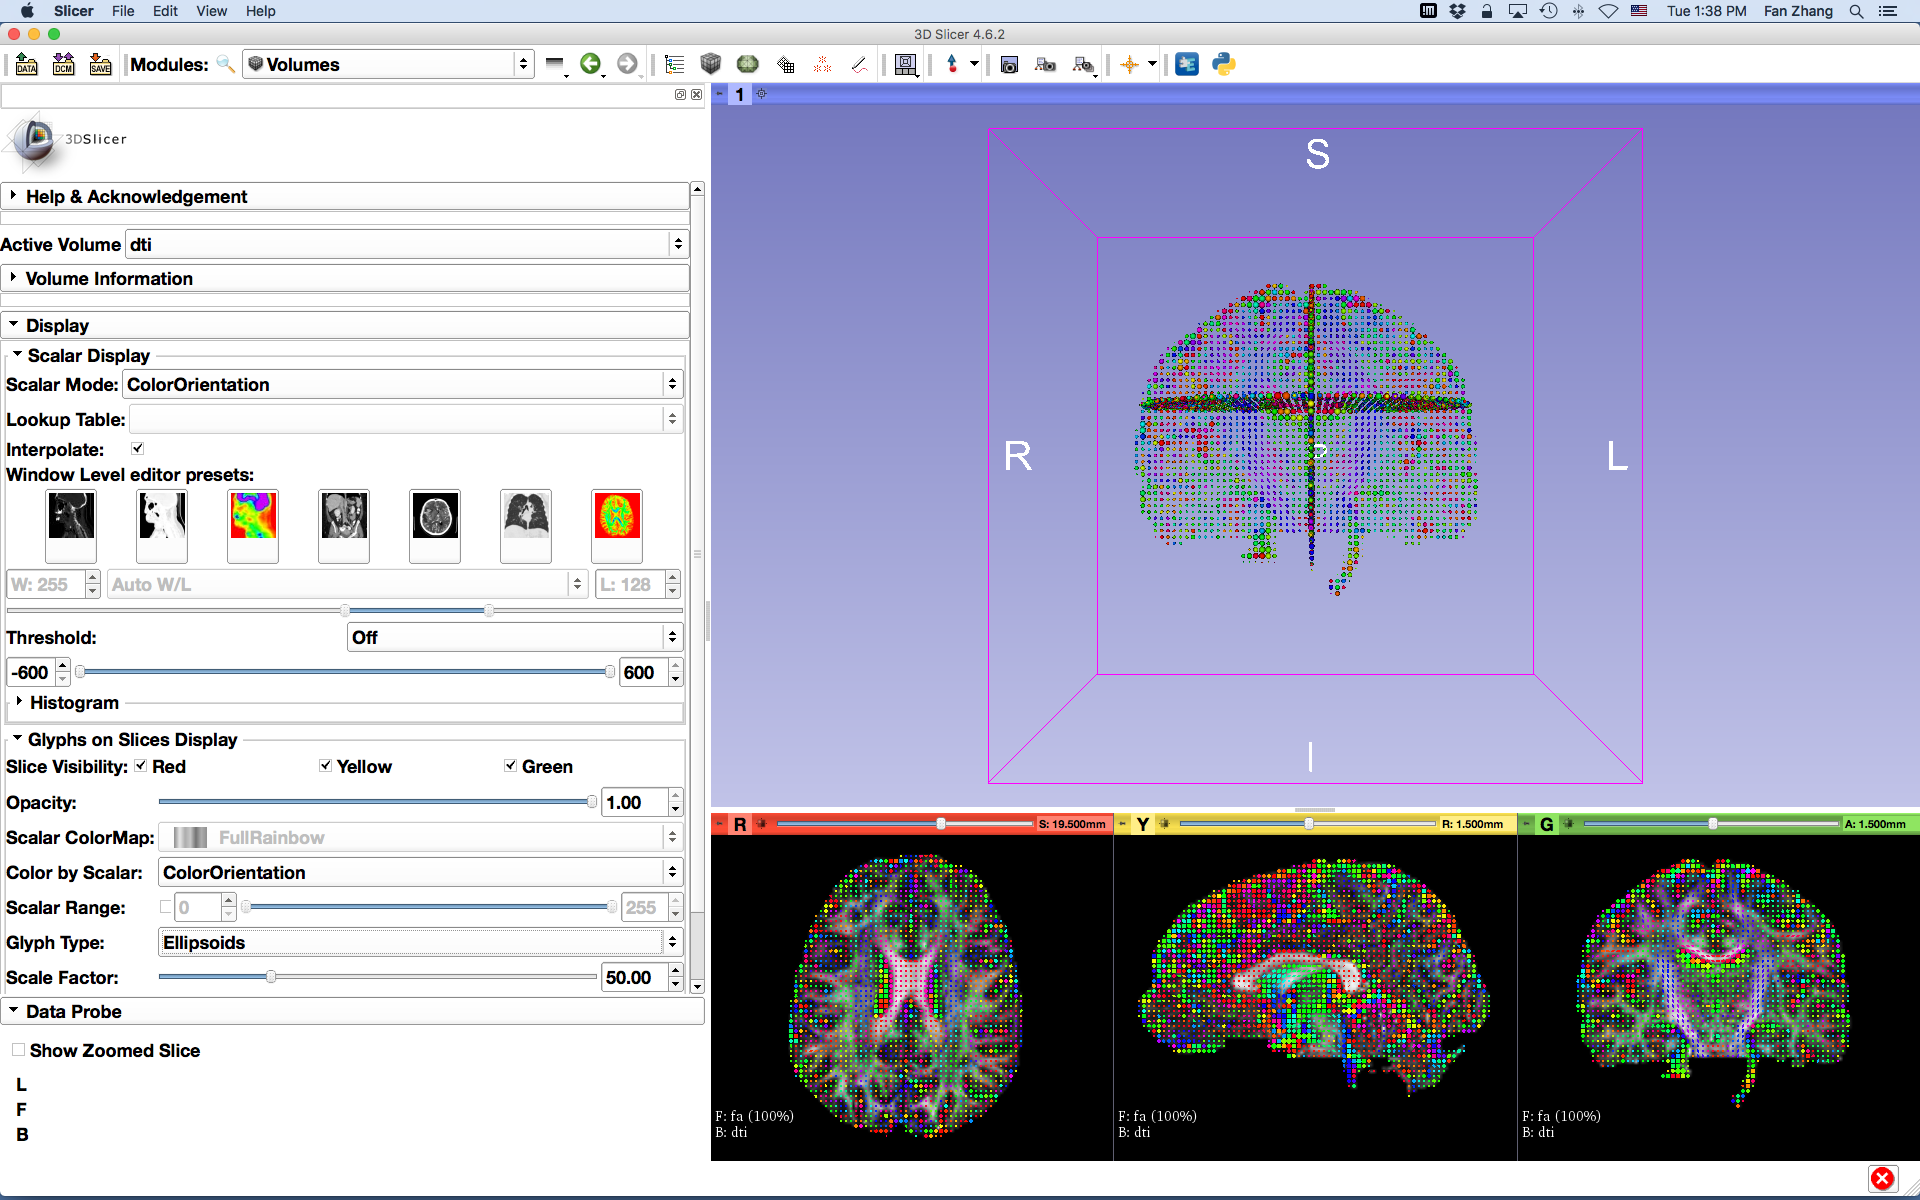 Slicer File Edit View Help Tue 1:38 PM Fan Zhang
3D Slicer 4.6.2
DATA DCM SAVE Modules: Volumes
1
3DSlicer
Help & Acknowledgement
Active Volume dti
Volume Information
Display
Scalar Display
Scalar Mode: ColorOrientation
Lookup Table:
Interpolate:
Window Level editor presets:
W: 255 Auto W/L L: 128
Threshold: Off
-600 600
Histogram
Glyphs on Slices Display
Slice Visibility: Red Yellow Green
Opacity: 1.00
Scalar ColorMap: FullRainbow
Color by Scalar: ColorOrientation
Scalar Range: 0 255
Glyph Type: Ellipsoids
Scale Factor: 50.00
Data Probe
Show Zoomed Slice
L
F
B
S
R
L
I
R S: 19.500mm
F: fa (100%)
B: dti
Y R: 1.500mm
F: fa (100%)
B: dti
G A: 1.500mm
F: fa (100%)
B: dti